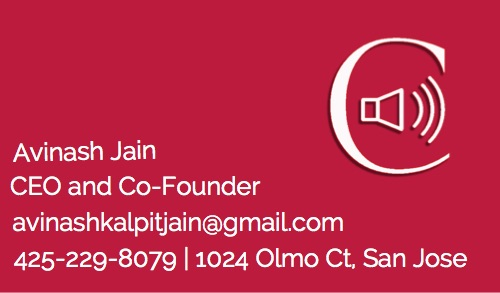 C
Avinash Jain
CEO and Co-Founder
avinashkalpitjain@gmail.com
425-229-8079 | 1024 Olmo Ct, San Jose